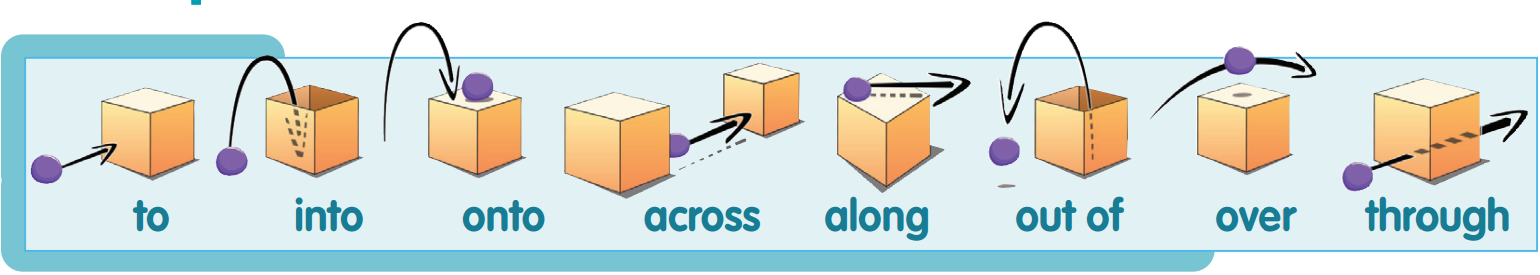 to into onto across along out of over through